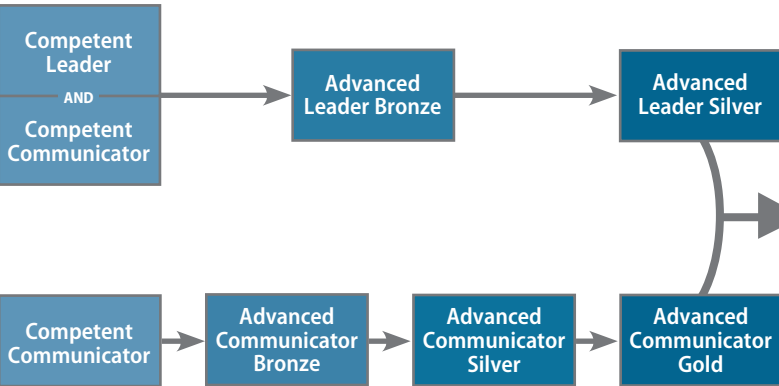 Competent
Leader
AND
Competent
Communicator
Advanced
Leader Bronze
Advanced
Leader Silver
Competent
Communicator
Advanced
Communicator
Bronze
Advanced
Communicator
Silver
Advanced
Communicator
Gold